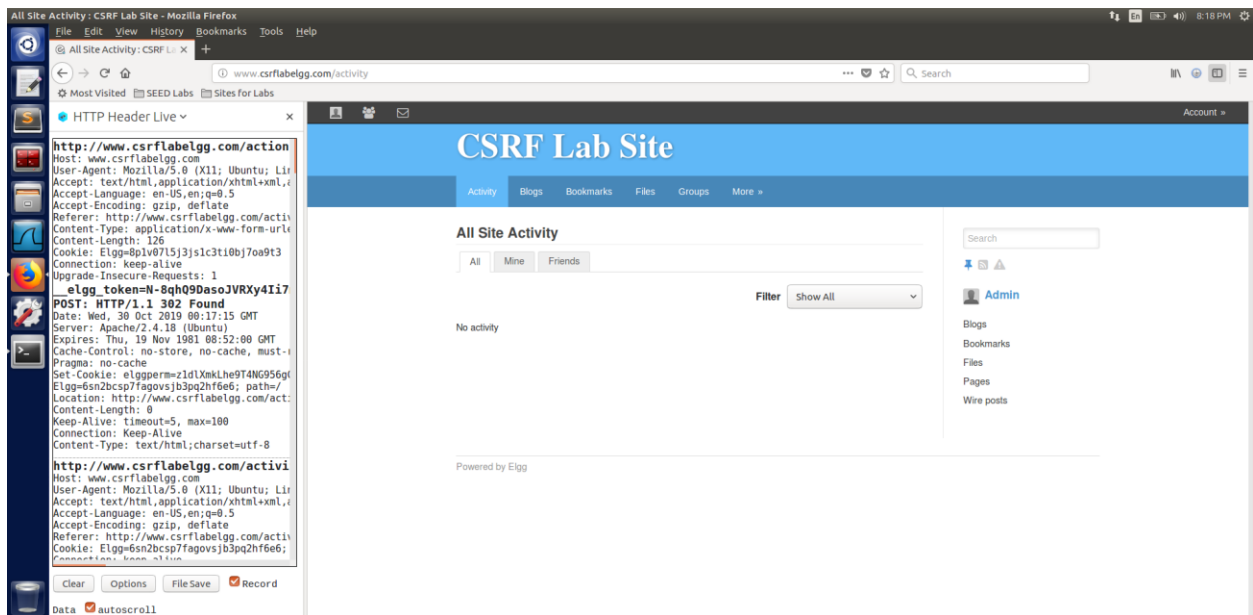 All Site Activity : CSRF Lab Site - Mozilla Firefox
En
8:18 PM
File Edit View History Bookmarks Tools Help
All Site Activity : CSRF La
www.csrflabelgg.com/activity
Search
Most Visited SEED Labs Sites for Labs
HTTP Header Live
http://www.csrflabelgg.com/action
Host: www.csrflabelgg.com
User-Agent: Mozilla/5.0 (X11; Ubuntu; Lin
Accept: text/html,application/xhtml+xml,a
Accept-Language: en-US,en;q=0.5
Accept-Encoding: gzip, deflate
Referer: http://www.csrflabelgg.com/activ
Content-Type: application/x-www-form-urle
Content-Length: 126
Cookie: Elgg=8p1v07l5j3js1c3ti0bj7oa9t3
Connection: keep-alive
Upgrade-Insecure-Requests: 1
__elgg_token=N-8qhQ9DasoJVRXy4Ii7
POST: HTTP/1.1 302 Found
Date: Wed, 30 Oct 2019 00:17:15 GMT
Server: Apache/2.4.18 (Ubuntu)
Expires: Thu, 19 Nov 1981 08:52:00 GMT
Cache-Control: no-store, no-cache, must-r
Pragma: no-cache
Set-Cookie: elggperm=z1dlXmkLhe9T4NG956g
Elgg=6sn2bcsp7fagovsjb3pq2hf6e6; path=/
Location: http://www.csrflabelgg.com/act
Content-Length: 0
Keep-Alive: timeout=5, max=100
Connection: Keep-Alive
Content-Type: text/html;charset=utf-8
http://www.csrflabelgg.com/activi
Host: www.csrflabelgg.com
User-Agent: Mozilla/5.0 (X11; Ubuntu; Lin
Accept: text/html,application/xhtml+xml,a
Accept-Language: en-US,en;q=0.5
Accept-Encoding: gzip, deflate
Referer: http://www.csrflabelgg.com/activ
Cookie: Elgg=6sn2bcsp7fagovsjb3pq2hf6e6;
Clear Options File Save Record
Data autoscroll
Account »
CSRF Lab Site
Activity Blogs Bookmarks Files Groups More »
All Site Activity
All Mine Friends
Filter Show All
No activity
Search
Admin
Blogs
Bookmarks
Files
Pages
Wire posts
Powered by Elgg